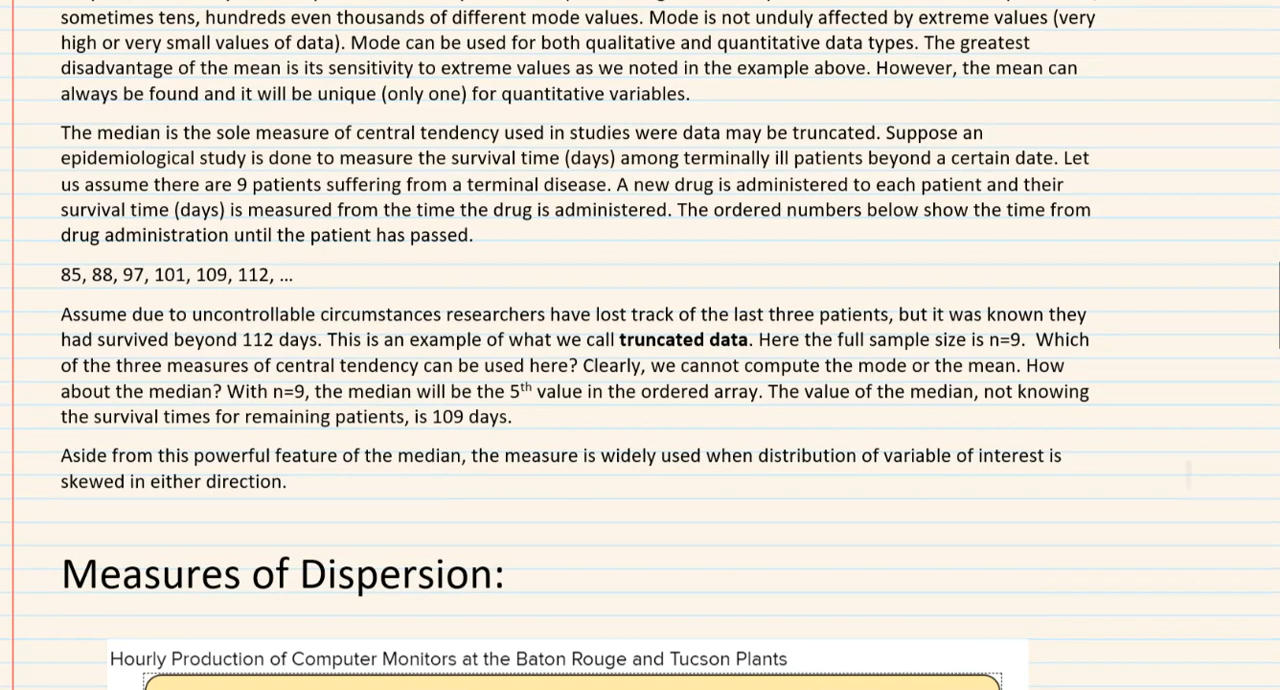 sometimes tens, hundreds even thousands of different mode values. Mode is not unduly affected by extreme values (very
high or very small values of data). Mode can be used for both qualitative and quantitative data types. The greatest
disadvantage of the mean is its sensitivity to extreme values as we noted in the example above. However, the mean can
always be found and it will be unique (only one) for quantitative variables.
The median is the sole measure of central tendency used in studies were data may be truncated. Suppose an
epidemiological study is done to measure the survival time (days) among terminally ill patients beyond a certain date. Let
us assume there are 9 patients suffering from a terminal disease. A new drug is administered to each patient and their
survival time (days) is measured from the time the drug is administered. The ordered numbers below show the time from
drug administration until the patient has passed.
85, 88, 97, 101, 109, 112, ...
Assume due to uncontrollable circumstances researchers have lost track of the last three patients, but it was known they
had survived beyond 112 days. This is an example of what we call truncated data. Here the full sample size is n=9. Which
of the three measures of central tendency can be used here? Clearly, we cannot compute the mode or the mean. How
about the median? With n=9, the median will be the 5th value in the ordered array. The value of the median, not knowing
the survival times for remaining patients, is 109 days.
Aside from this powerful feature of the median, the measure is widely used when distribution of variable of interest is
skewed in either direction.
Measures of Dispersion:
Hourly Production of Computer Monitors at the Baton Rouge and Tucson Plants